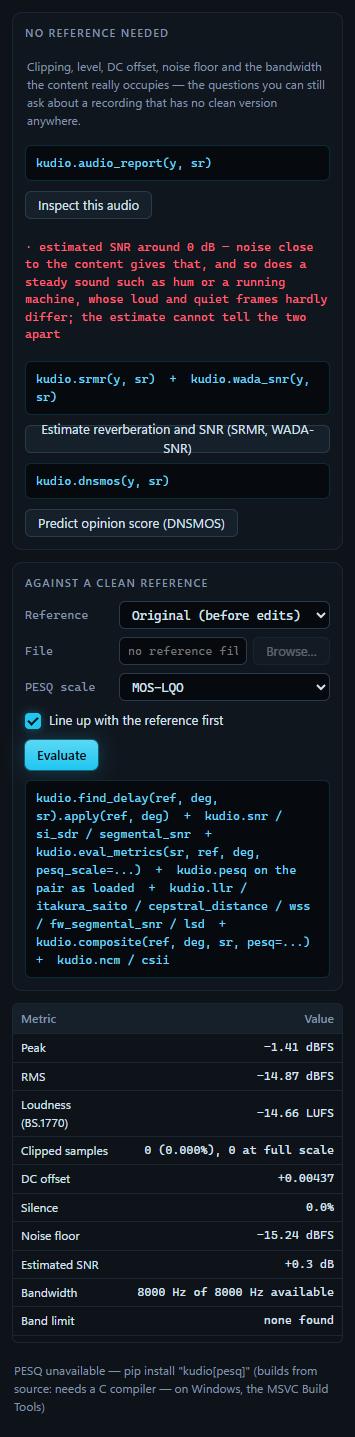 NO REFERENCE NEEDED
Clipping, level, DC offset, noise floor and the bandwidth
the content really occupies — the questions you can still
ask about a recording that has no clean version
anywhere.
kudio.audio_report(y, sr)
Inspect this audio
· estimated SNR around 0 dB — noise close
to the content gives that, and so does a
steady sound such as hum or a running
machine, whose loud and quiet frames hardly
differ; the estimate cannot tell the two
apart
kudio.srmr(y, sr) + kudio.wada_snr(y,
sr)
Estimate reverberation and SNR (SRMR, WADA-
SNR)
kudio.dnsmos(y, sr)
Predict opinion score (DNSMOS)
AGAINST A CLEAN REFERENCE
Reference Original (before edits)
File no reference fil Browse...
PESQ scale MOS-LQO
Line up with the reference first
Evaluate
kudio.find_delay(ref, deg,
sr).apply(ref, deg) + kudio.snr /
si_sdr / segmental_snr +
kudio.eval_metrics(sr, ref, deg,
pesq_scale=...) + kudio.pesq on the
pair as loaded + kudio.llr /
itakura_saito / cepstral_distance / wss
/ fw_segmental_snr / lsd +
kudio.composite(ref, deg, sr, pesq=...)
+ kudio.ncm / csii
Metric Value
Peak −1.41 dBFS
RMS −14.87 dBFS
Loudness
(BS.1770) −14.66 LUFS
Clipped samples 0 (0.000%), 0 at full scale
DC offset +0.00437
Silence 0.0%
Noise floor −15.24 dBFS
Estimated SNR +0.3 dB
Bandwidth 8000 Hz of 8000 Hz available
Band limit none found
PESQ unavailable — pip install "kudio[pesq]" (builds from
source: needs a C compiler — on Windows, the MSVC Build
Tools)